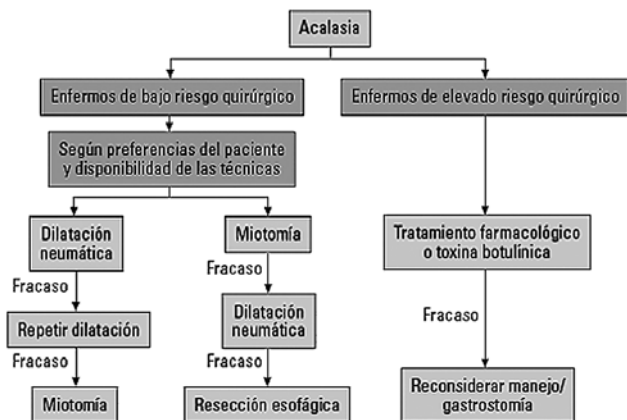 Acalasia
Enfermos de bajo riesgo quirúrgico
Enfermos de elevado riesgo quirúrgico
Según preferencias del paciente
y disponibilidad de las técnicas
Dilatación
neumática
Miotomía
Tratamiento farmacológico
o toxina botulínica
Fracaso
Fracaso
Repetir dilatación
Dilatación
neumática
Fracaso
Fracaso
Fracaso
Miotomía
Resección esofágica
Reconsiderar manejo/
gastrostomía